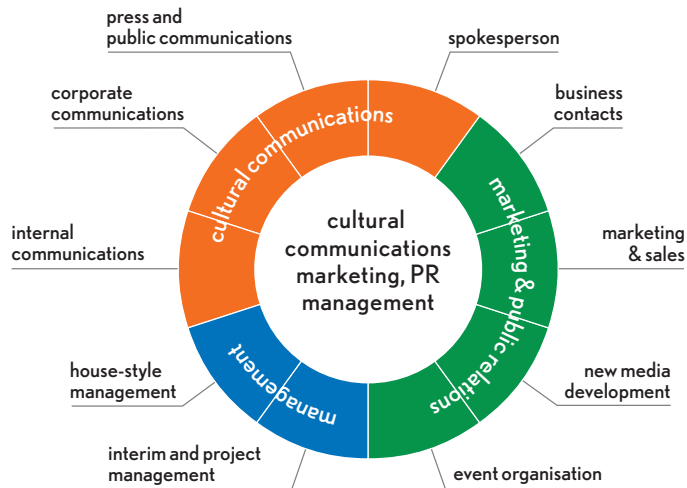 press and
public communications
spokesperson
corporate
communications
business
contacts
cultural communications
marketing & public relations
management
cultural
communications
marketing, PR
management
internal
communications
marketing
& sales
house-style
management
new media
development
interim and project
management
event organisation